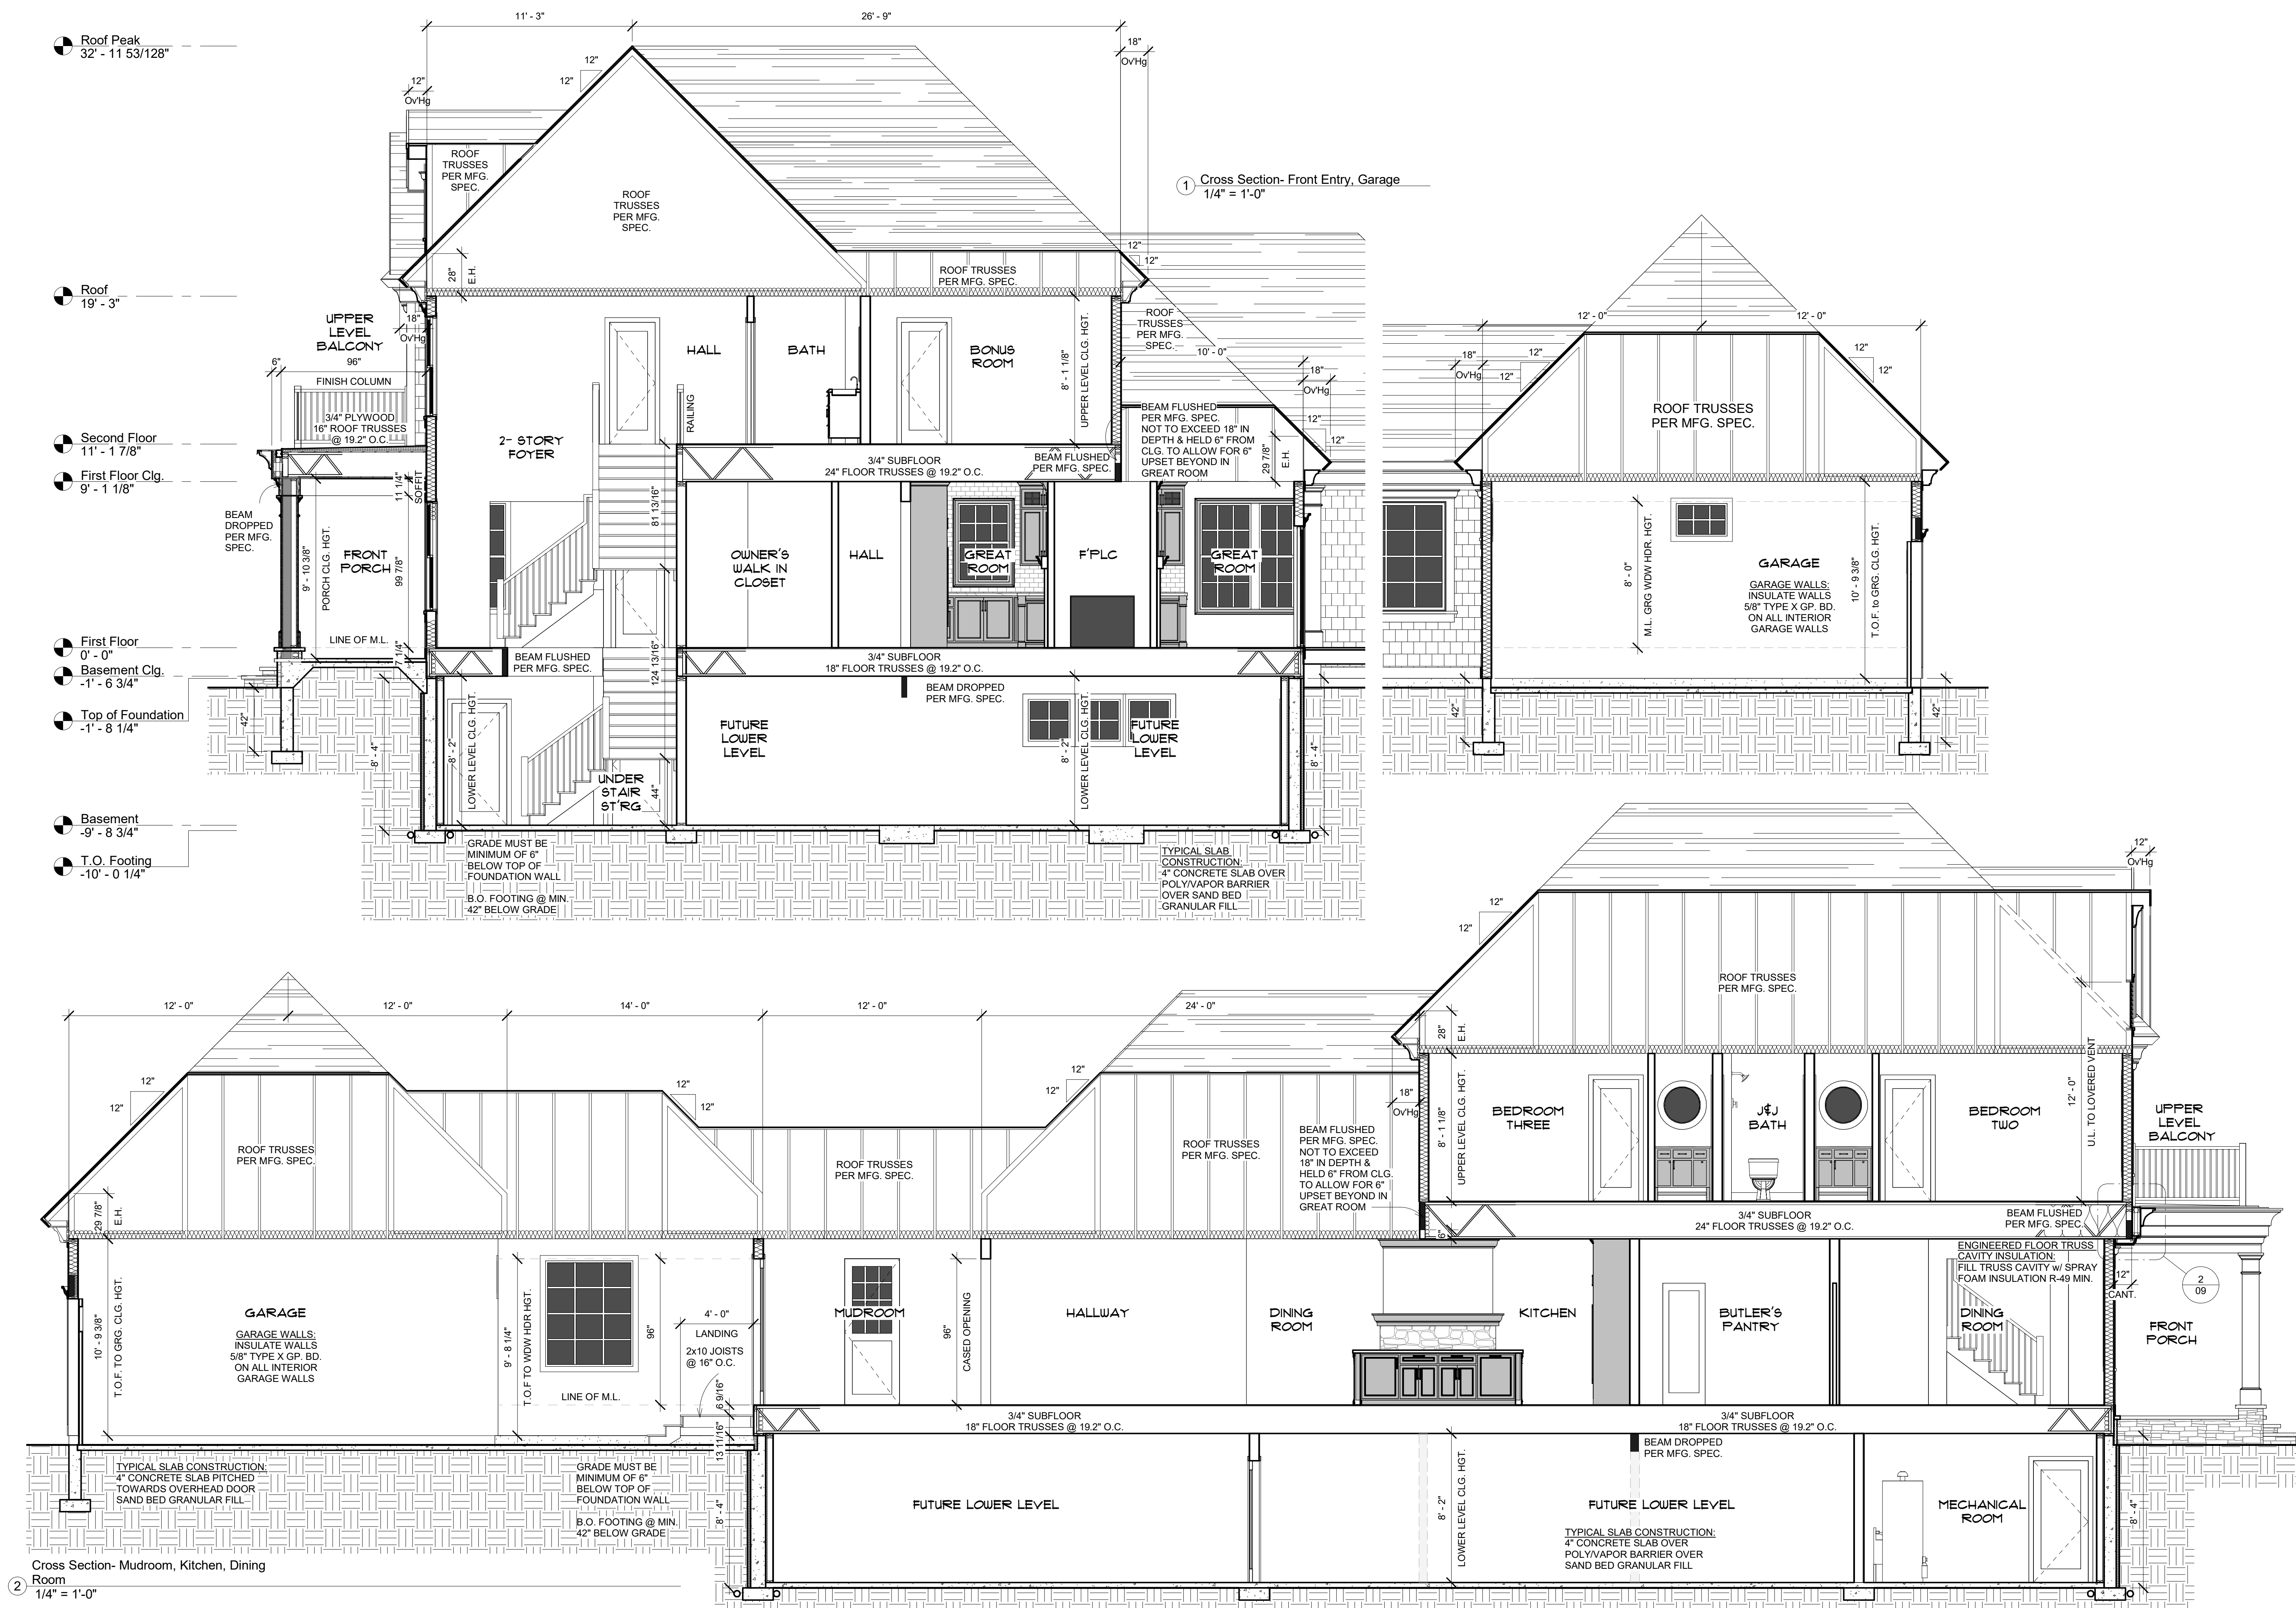 11' - 3"
26' - 9"
Roof Peak
32' - 11 53/128"
18"
Ov'Hg
12"
12"
12"
Ov'Hg
ROOF
TRUSSES
PER MFG.
SPEC.
ROOF
TRUSSES
PER MFG.
SPEC.
1
Cross Section- Front Entry, Garage
1/4" = 1'-0"
12"
12"
28"
E.H.
ROOF TRUSSES
PER MFG. SPEC.
Roof
19' - 3"
UPPER
LEVEL
BALCONY
18"
Ov'Hg
96"
6"
FINISH COLUMN
3/4" PLYWOOD
16" ROOF TRUSSES
@ 19.2" O.C.
HALL
BATH
BONUS
ROOM
8' - 1 1/8"
UPPER LEVEL CLG. HGT.
RAILING
ROOF
TRUSSES
PER MFG.
SPEC.
10' - 0"
18"
Ov'Hg
12"
12"
BEAM FLUSHED
PER MFG. SPEC.
NOT TO EXCEED 18" IN
DEPTH & HELD 6" FROM
CLG. TO ALLOW FOR 6"
UPSET BEYOND IN
GREAT ROOM
29 7/8"
E.H.
12' - 0"
12' - 0"
18"
Ov'Hg
12"
12"
12"
12"
ROOF TRUSSES
PER MFG. SPEC.
Second Floor
11' - 1 7/8"
2- STORY
FOYER
3/4" SUBFLOOR
24" FLOOR TRUSSES @ 19.2" O.C.
BEAM FLUSHED
PER MFG. SPEC.
First Floor Clg.
9' - 1 1/8"
11 1/4"
SOFFIT
BEAM
DROPPED
PER MFG.
SPEC.
9' - 10 3/8"
PORCH CLG. HGT.
FRONT
PORCH
99 7/8"
81 13/16"
OWNER'S
WALK IN
CLOSET
HALL
GREAT
ROOM
F'PLC
GREAT
ROOM
8' - 0"
M.L. GRG WDW HDR. HGT.
GARAGE
GARAGE WALLS:
INSULATE WALLS
5/8" TYPE X GP. BD.
ON ALL INTERIOR
GARAGE WALLS
10' - 9 3/8"
T.O.F. to GRG. CLG. HGT.
First Floor
0' - 0"
LINE OF M.L.
7 1/4"
BEAM FLUSHED
PER MFG. SPEC.
124 13/16"
3/4" SUBFLOOR
18" FLOOR TRUSSES @ 19.2" O.C.
Basement Clg.
-1' - 6 3/4"
BEAM DROPPED
PER MFG. SPEC.
Top of Foundation
-1' - 8 1/4"
42"
8' - 4"
8' - 2"
LOWER LEVEL CLG. HGT.
FUTURE
LOWER
LEVEL
8' - 2"
LOWER LEVEL CLG. HGT.
FUTURE
LOWER
LEVEL
8' - 4"
42"
42"
UNDER
STAIR
ST'RG
44"
Basement
-9' - 8 3/4"
T.O. Footing
-10' - 0 1/4"
GRADE MUST BE
MINIMUM OF 6"
BELOW TOP OF
FOUNDATION WALL
B.O. FOOTING @ MIN.
42" BELOW GRADE
TYPICAL SLAB
CONSTRUCTION:
4" CONCRETE SLAB OVER
POLY/VAPOR BARRIER
OVER SAND BED
GRANULAR FILL
12"
Ov'Hg
12"
12"
ROOF TRUSSES
PER MFG. SPEC.
12' - 0"
12' - 0"
14' - 0"
12' - 0"
24' - 0"
28"
E.H.
12"
12"
12"
12"
12"
12"
18"
Ov'Hg
8' - 1 1/8"
UPPER LEVEL CLG. HGT.
BEDROOM
THREE
J&J
BATH
BEDROOM
TWO
12' - 0"
U.L. TO LOVERED VENT
UPPER
LEVEL
BALCONY
ROOF TRUSSES
PER MFG. SPEC.
ROOF TRUSSES
PER MFG. SPEC.
ROOF TRUSSES
PER MFG. SPEC.
BEAM FLUSHED
PER MFG. SPEC.
NOT TO EXCEED
18" IN DEPTH &
HELD 6" FROM CLG.
TO ALLOW FOR 6"
UPSET BEYOND IN
GREAT ROOM
29 7/8"
E.H.
6"
3/4" SUBFLOOR
24" FLOOR TRUSSES @ 19.2" O.C.
BEAM FLUSHED
PER MFG. SPEC.
ENGINEERED FLOOR TRUSS
CAVITY INSULATION:
FILL TRUSS CAVITY w/ SPRAY
FOAM INSULATION R-49 MIN.
12"
CANT.
2
09
10' - 9 3/8"
T.O.F. TO GRG. CLG. HGT.
GARAGE
GARAGE WALLS:
INSULATE WALLS
5/8" TYPE X GP. BD.
ON ALL INTERIOR
GARAGE WALLS
9' - 8 1/4"
T.O.F TO WDW HDR HGT.
LINE OF M.L.
96"
4' - 0"
LANDING
2x10 JOISTS
@ 16" O.C.
MUDROOM
96"
CASED OPENING
HALLWAY
DINING
ROOM
KITCHEN
BUTLER'S
PANTRY
DINING
ROOM
FRONT
PORCH
6 9/16"
13 11/16"
3/4" SUBFLOOR
18" FLOOR TRUSSES @ 19.2" O.C.
3/4" SUBFLOOR
18" FLOOR TRUSSES @ 19.2" O.C.
BEAM DROPPED
PER MFG. SPEC.
TYPICAL SLAB CONSTRUCTION:
4" CONCRETE SLAB PITCHED
TOWARDS OVERHEAD DOOR
SAND BED GRANULAR FILL
GRADE MUST BE
MINIMUM OF 6"
BELOW TOP OF
FOUNDATION WALL
B.O. FOOTING @ MIN.
42" BELOW GRADE
8' - 4"
FUTURE LOWER LEVEL
8' - 2"
LOWER LEVEL CLG. HGT.
FUTURE LOWER LEVEL
TYPICAL SLAB CONSTRUCTION:
4" CONCRETE SLAB OVER
POLY/VAPOR BARRIER OVER
SAND BED GRANULAR FILL
MECHANICAL
ROOM
8' - 4"
2
Cross Section- Mudroom, Kitchen, Dining
Room
1/4" = 1'-0"